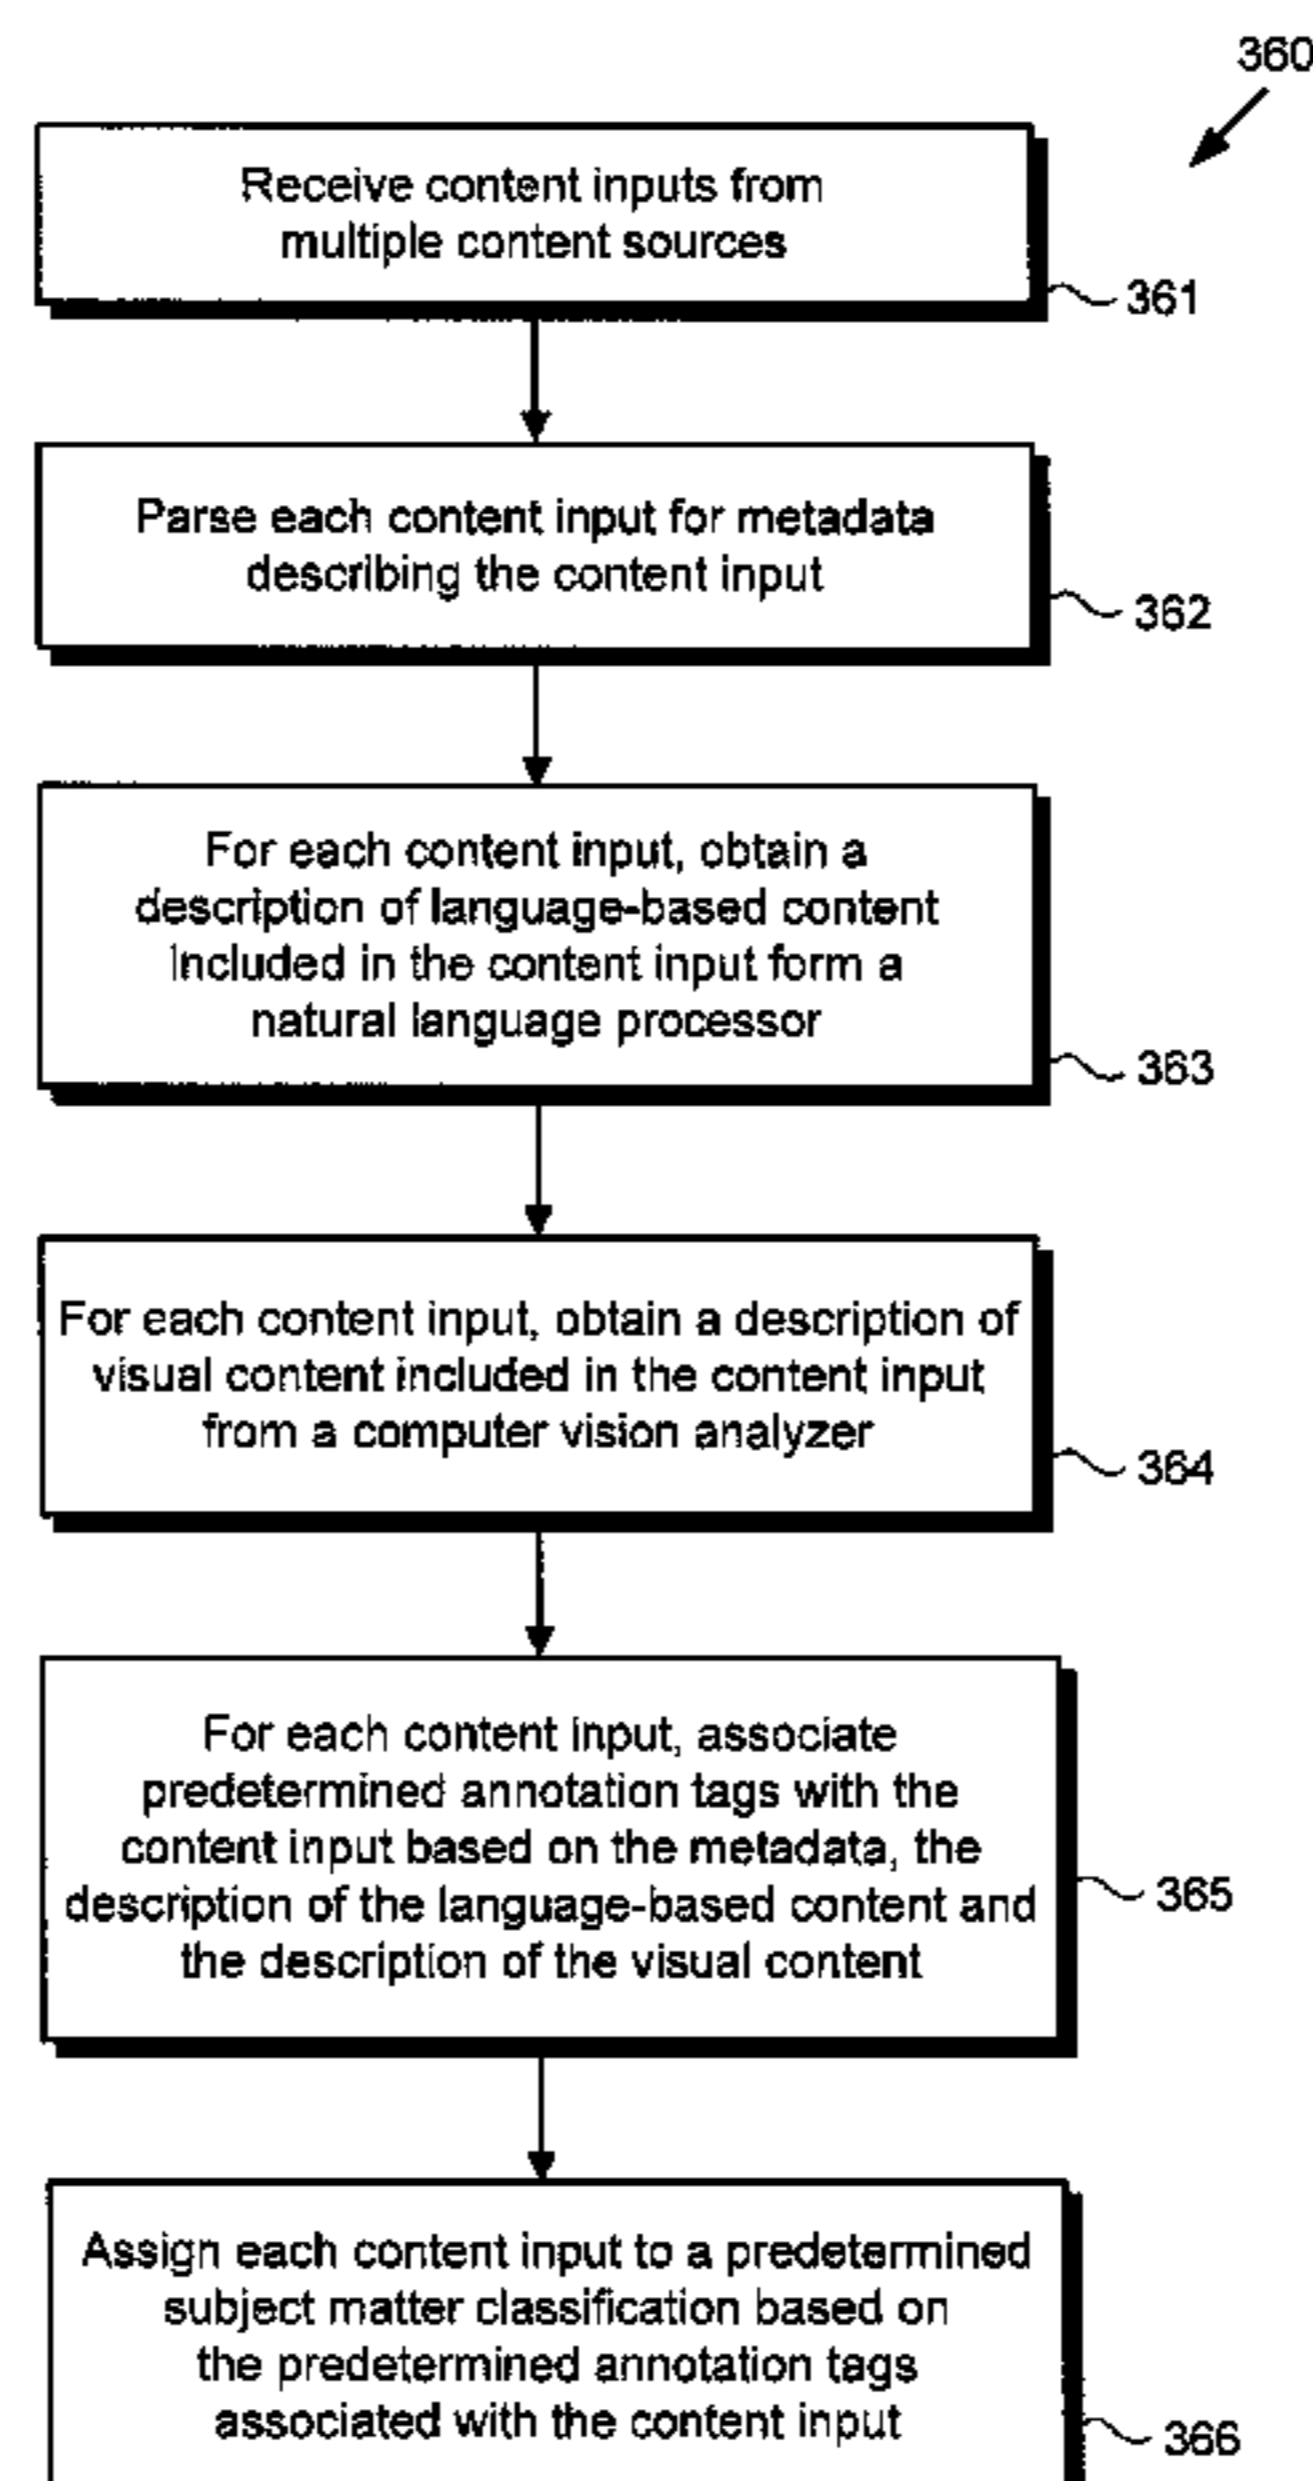 360
Receive content inputs from
multiple content sources
361
Parse each content input for metadata
describing the content input
362
For each content input, obtain a
description of language-based content
included in the content input form a
natural language processor
363
For each content input, obtain a description of
visual content included in the content input
from a computer vision analyzer
364
For each content input, associate
predetermined annotation tags with the
content input based on the metadata, the
description of the language-based content and
the description of the visual content
365
Assign each content input to a predetermined
subject matter classification based on
the predetermined annotation tags
associated with the content input
366